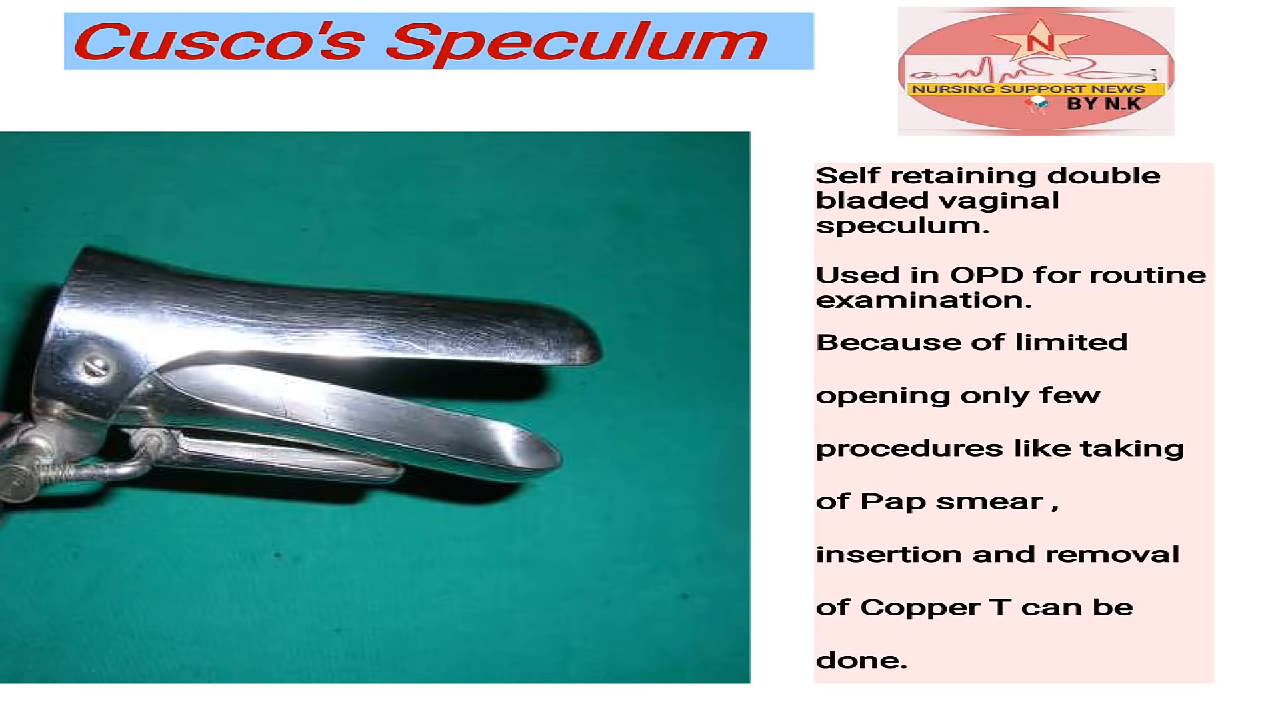 Cusco's Speculum
N
NURSING SUPPORT NEWS
BY N.K
Self retaining double
bladed vaginal
speculum.
Used in OPD for routine
examination.
Because of limited
opening only few
procedures like taking
of Pap smear ,
insertion and removal
of Copper T can be
done.